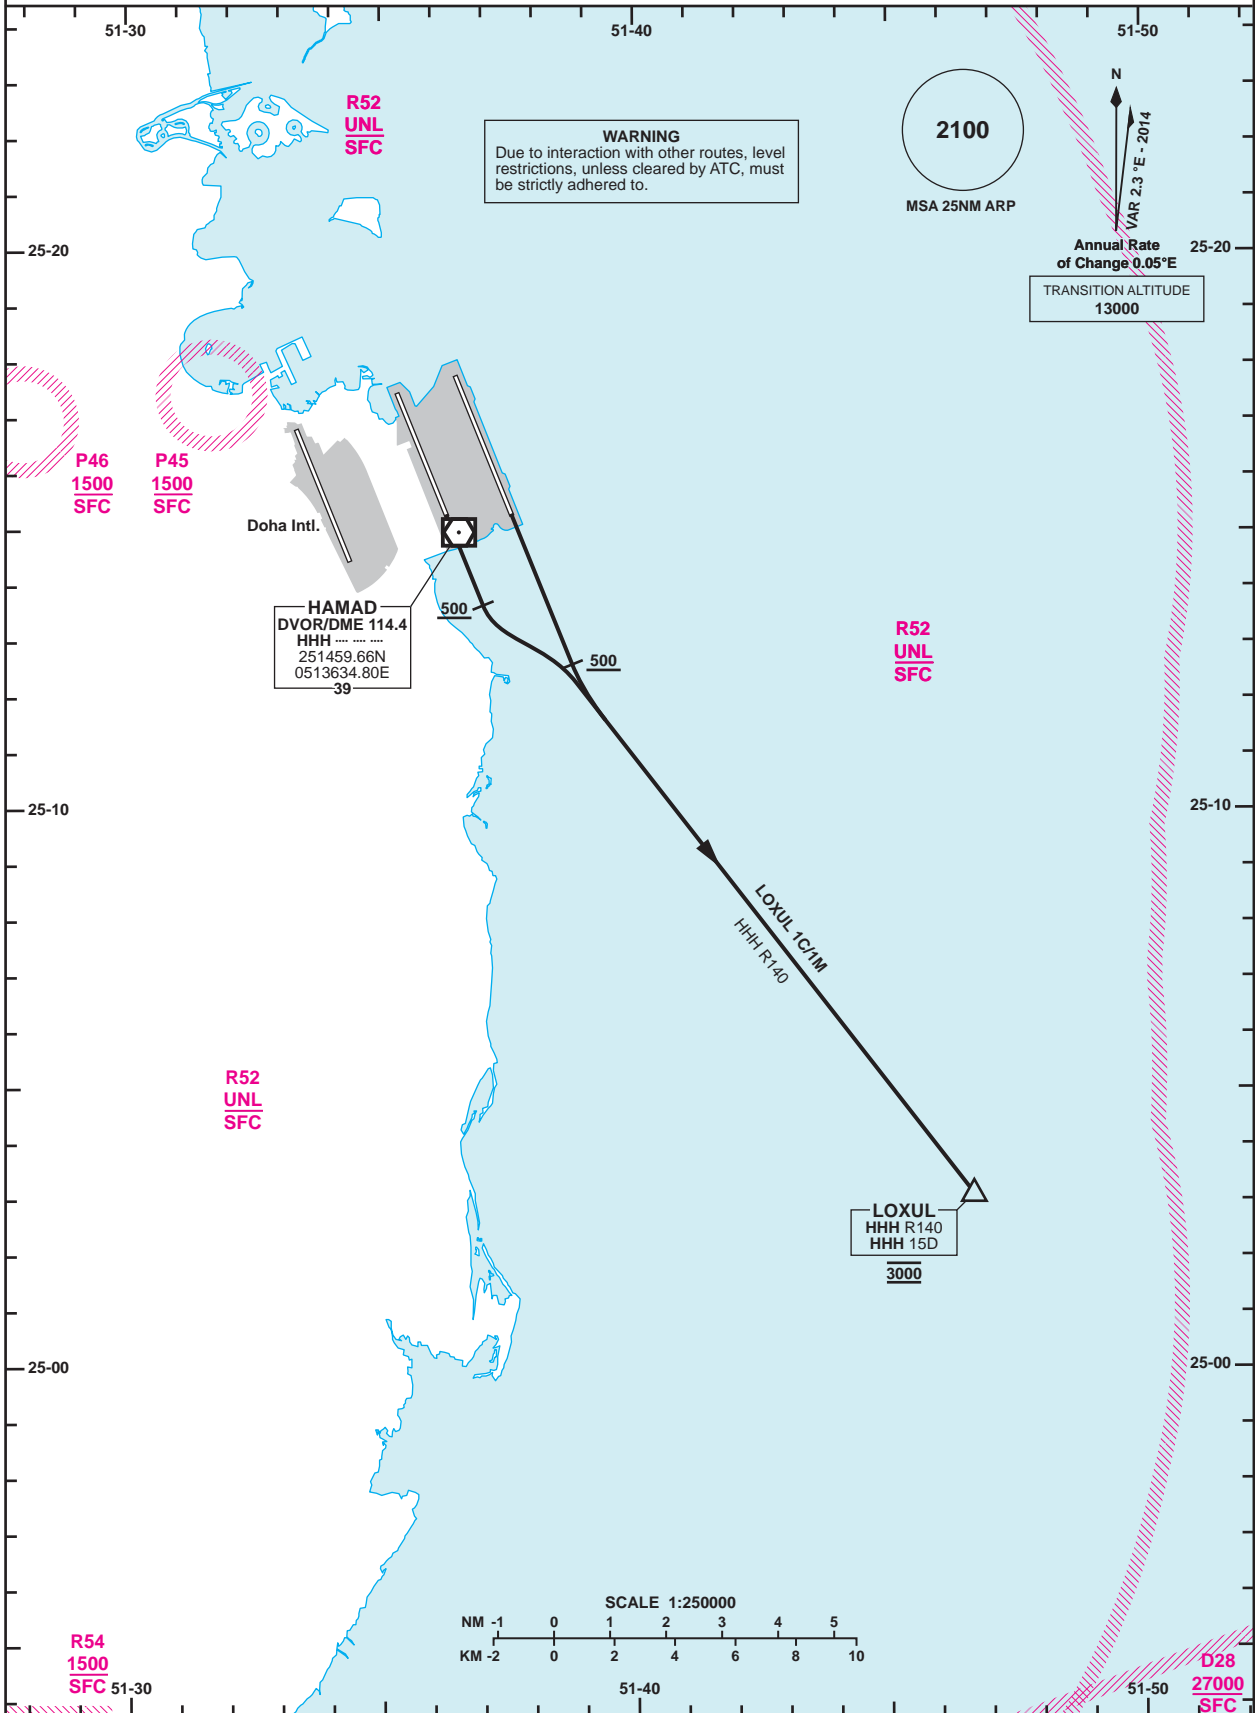 51-30
51-40
51-50
R52
UNL
SFC
WARNING
Due to interaction with other routes, level
restrictions, unless cleared by ATC, must
be strictly adhered to.
2100
MSA 25NM ARP
N
VAR 2.3 °E - 2014
Annual Rate
of Change 0.05°E
TRANSITION ALTITUDE
13000
25-20
25-20
P46
1500
SFC
P45
1500
SFC
Doha Intl.
HAMAD
DVOR/DME 114.4
HHH ···· ···· ····
251459.66N
0513634.80E
39
500
500
R52
UNL
SFC
25-10
25-10
LOXUL 1C/1M
HHH R140
R52
UNL
SFC
LOXUL
HHH R140
HHH 15D
3000
25-00
25-00
SCALE 1:250000
NM -1 0 1 2 3 4 5
KM -2 0 2 4 6 8 10
R54
1500
SFC
D28
27000
SFC
51-30
51-40
51-50